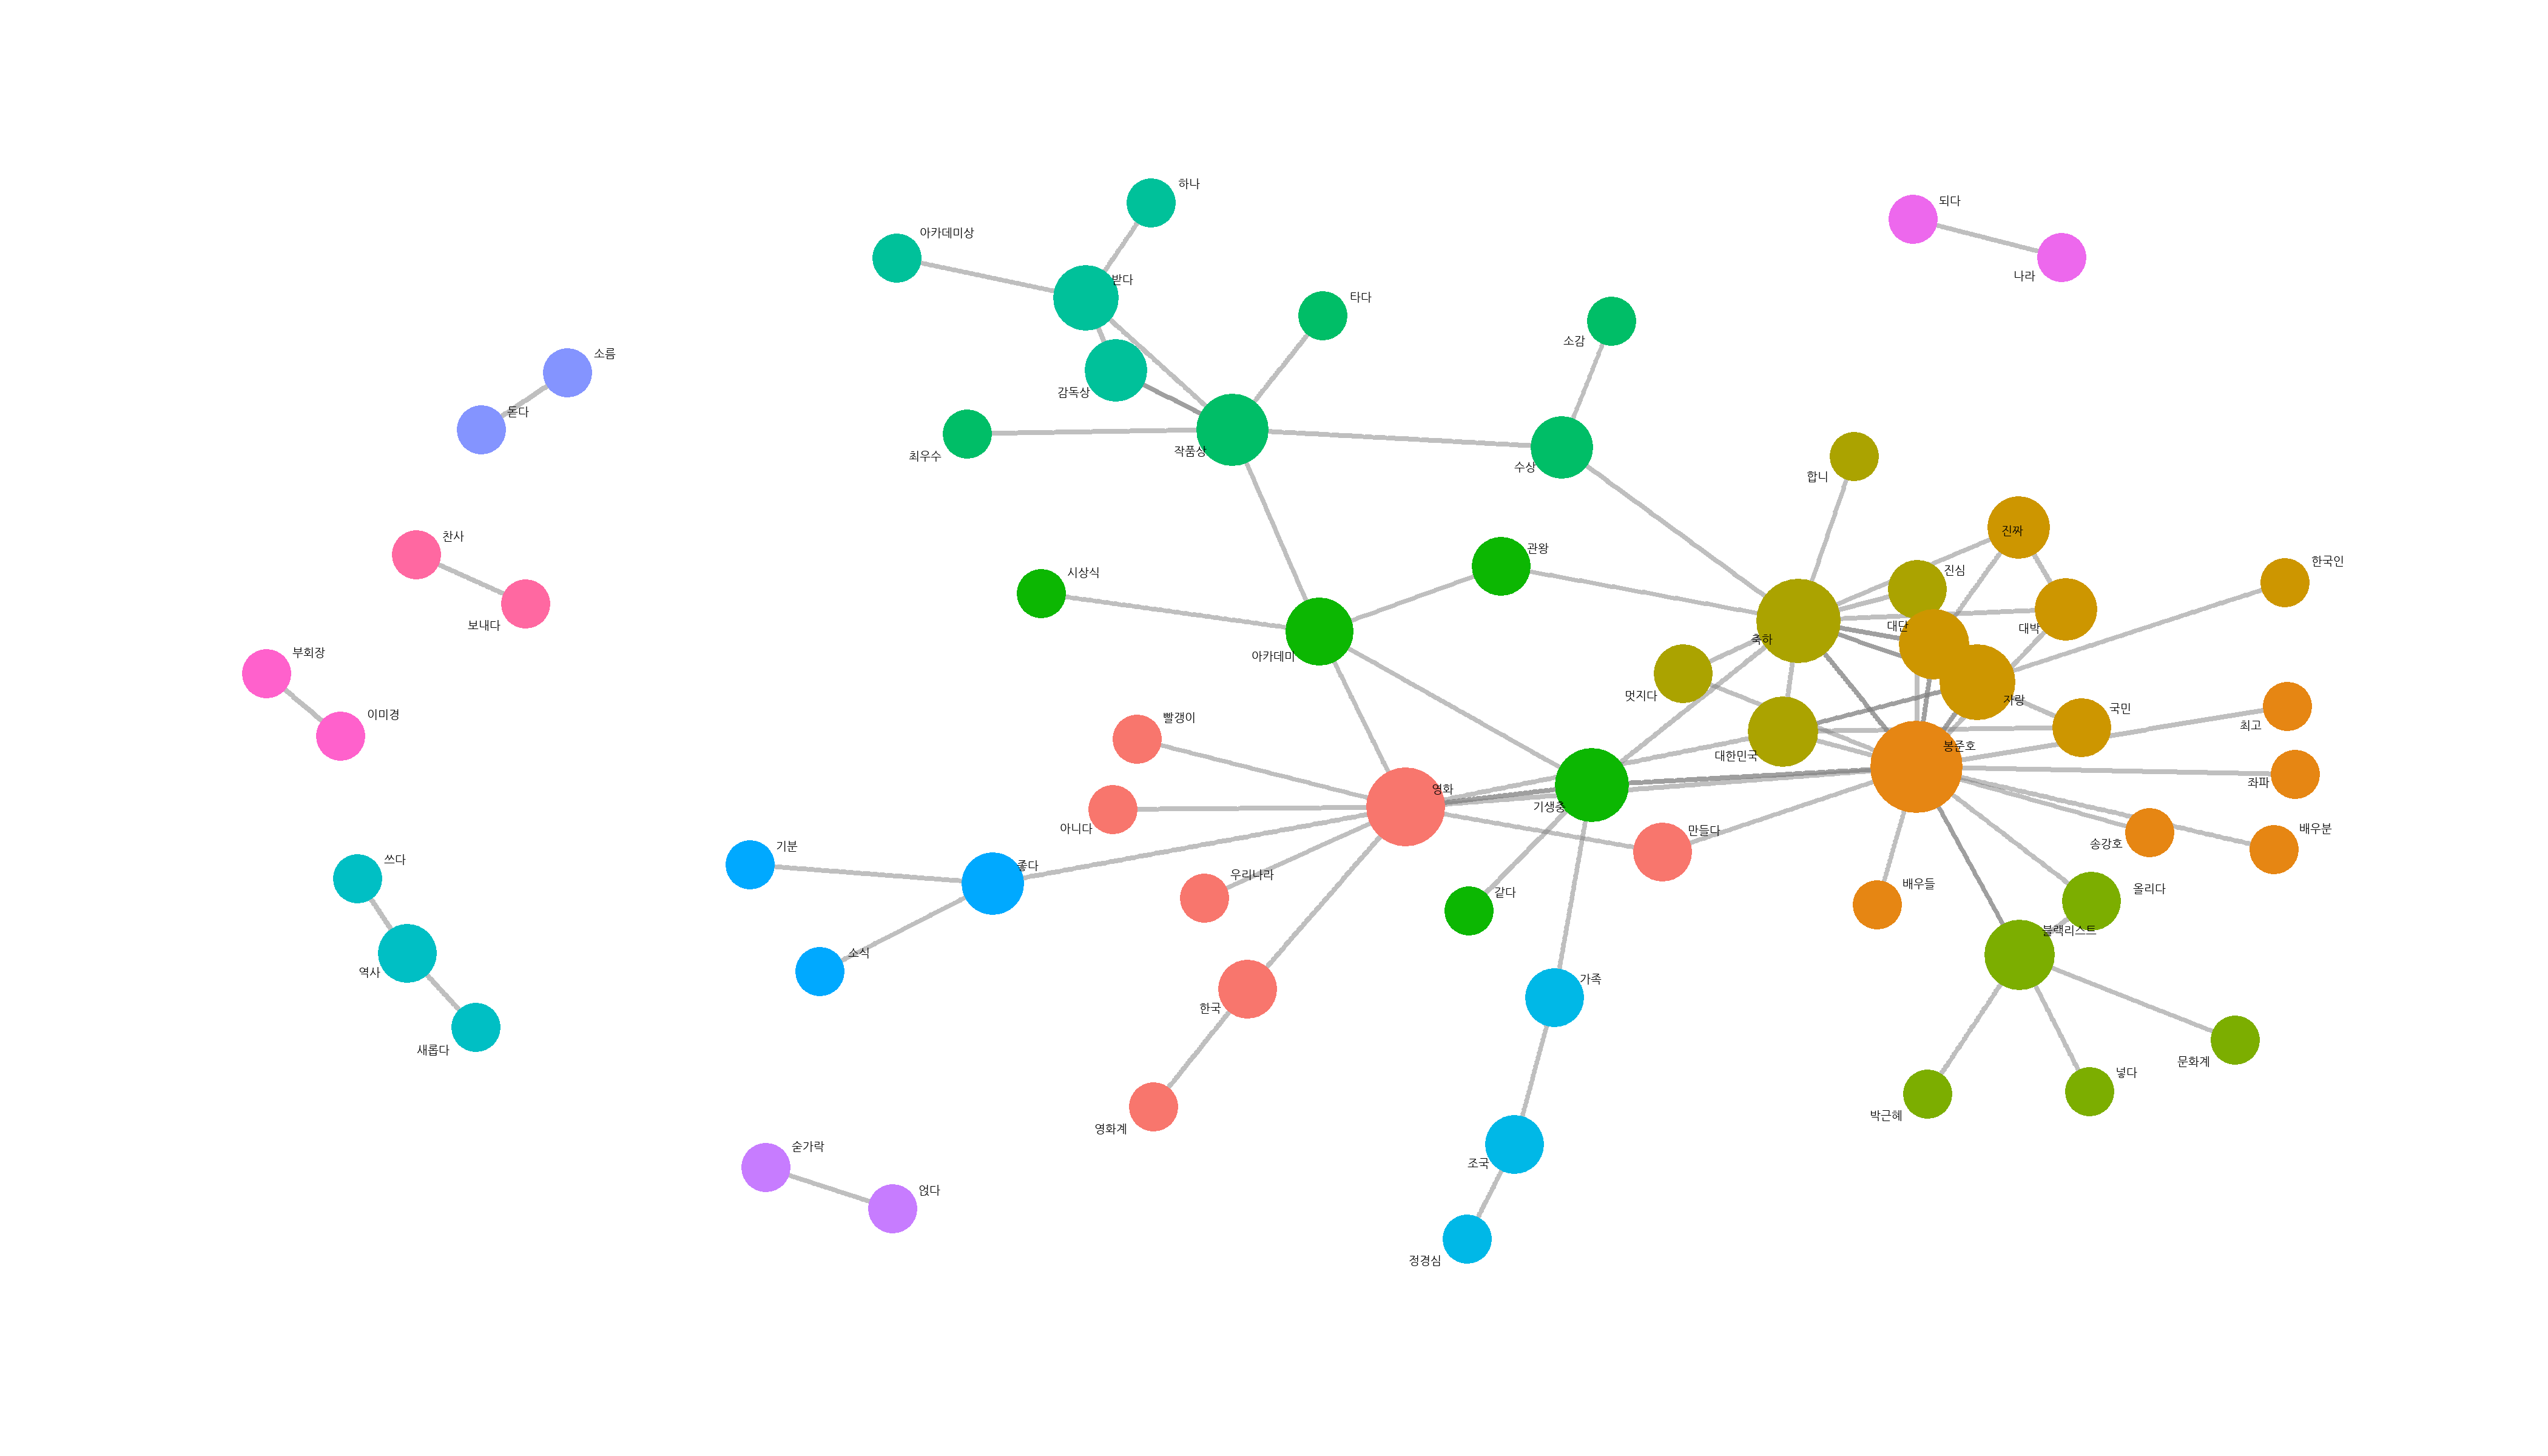 하나
되다
아카데미상
나라
받다
타다
소감
소름
감독상
돋다
작품상
최우수
수상
합니
진짜
찬사
관왕
한국인
진심
시상식
보내다
대단
대박
축하
부회장
아카데미
멋지다
자랑
국민
이미경
빨갱이
최고
봉준호
대한민국
좌파
영화
기생충
아니다
만들다
배우분
송강호
기분
쓰다
좋다
우리나라
배우들
올리다
같다
블랙리스트
소식
역사
가족
한국
새롭다
문화계
넣다
박근혜
영화계
숟가락
조국
얹다
정경심